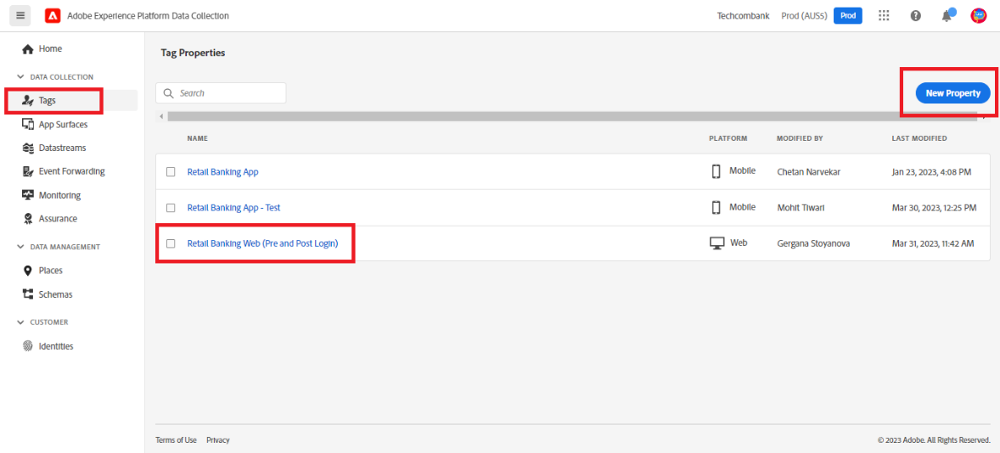 Adobe Experience Platform Data Collection
Techcombank Prod (AUS5) Prod
Home
DATA COLLECTION
Tags
App Surfaces
Datastreams
Event Forwarding
Monitoring
Assurance
DATA MANAGEMENT
Places
Schemas
CUSTOMER
Identities
Tag Properties
Search
New Property
NAME PLATFORM MODIFIED BY LAST MODIFIED
Retail Banking App Mobile Chetan Narvekar Jan 23, 2023, 4:08 PM
Retail Banking App - Test Mobile Mohit Tiwari Mar 30, 2023, 12:25 PM
Retail Banking Web (Pre and Post Login) Web Gergana Stoyanova Mar 31, 2023, 11:42 AM
Terms of Use Privacy © 2023 Adobe. All Rights Reserved.